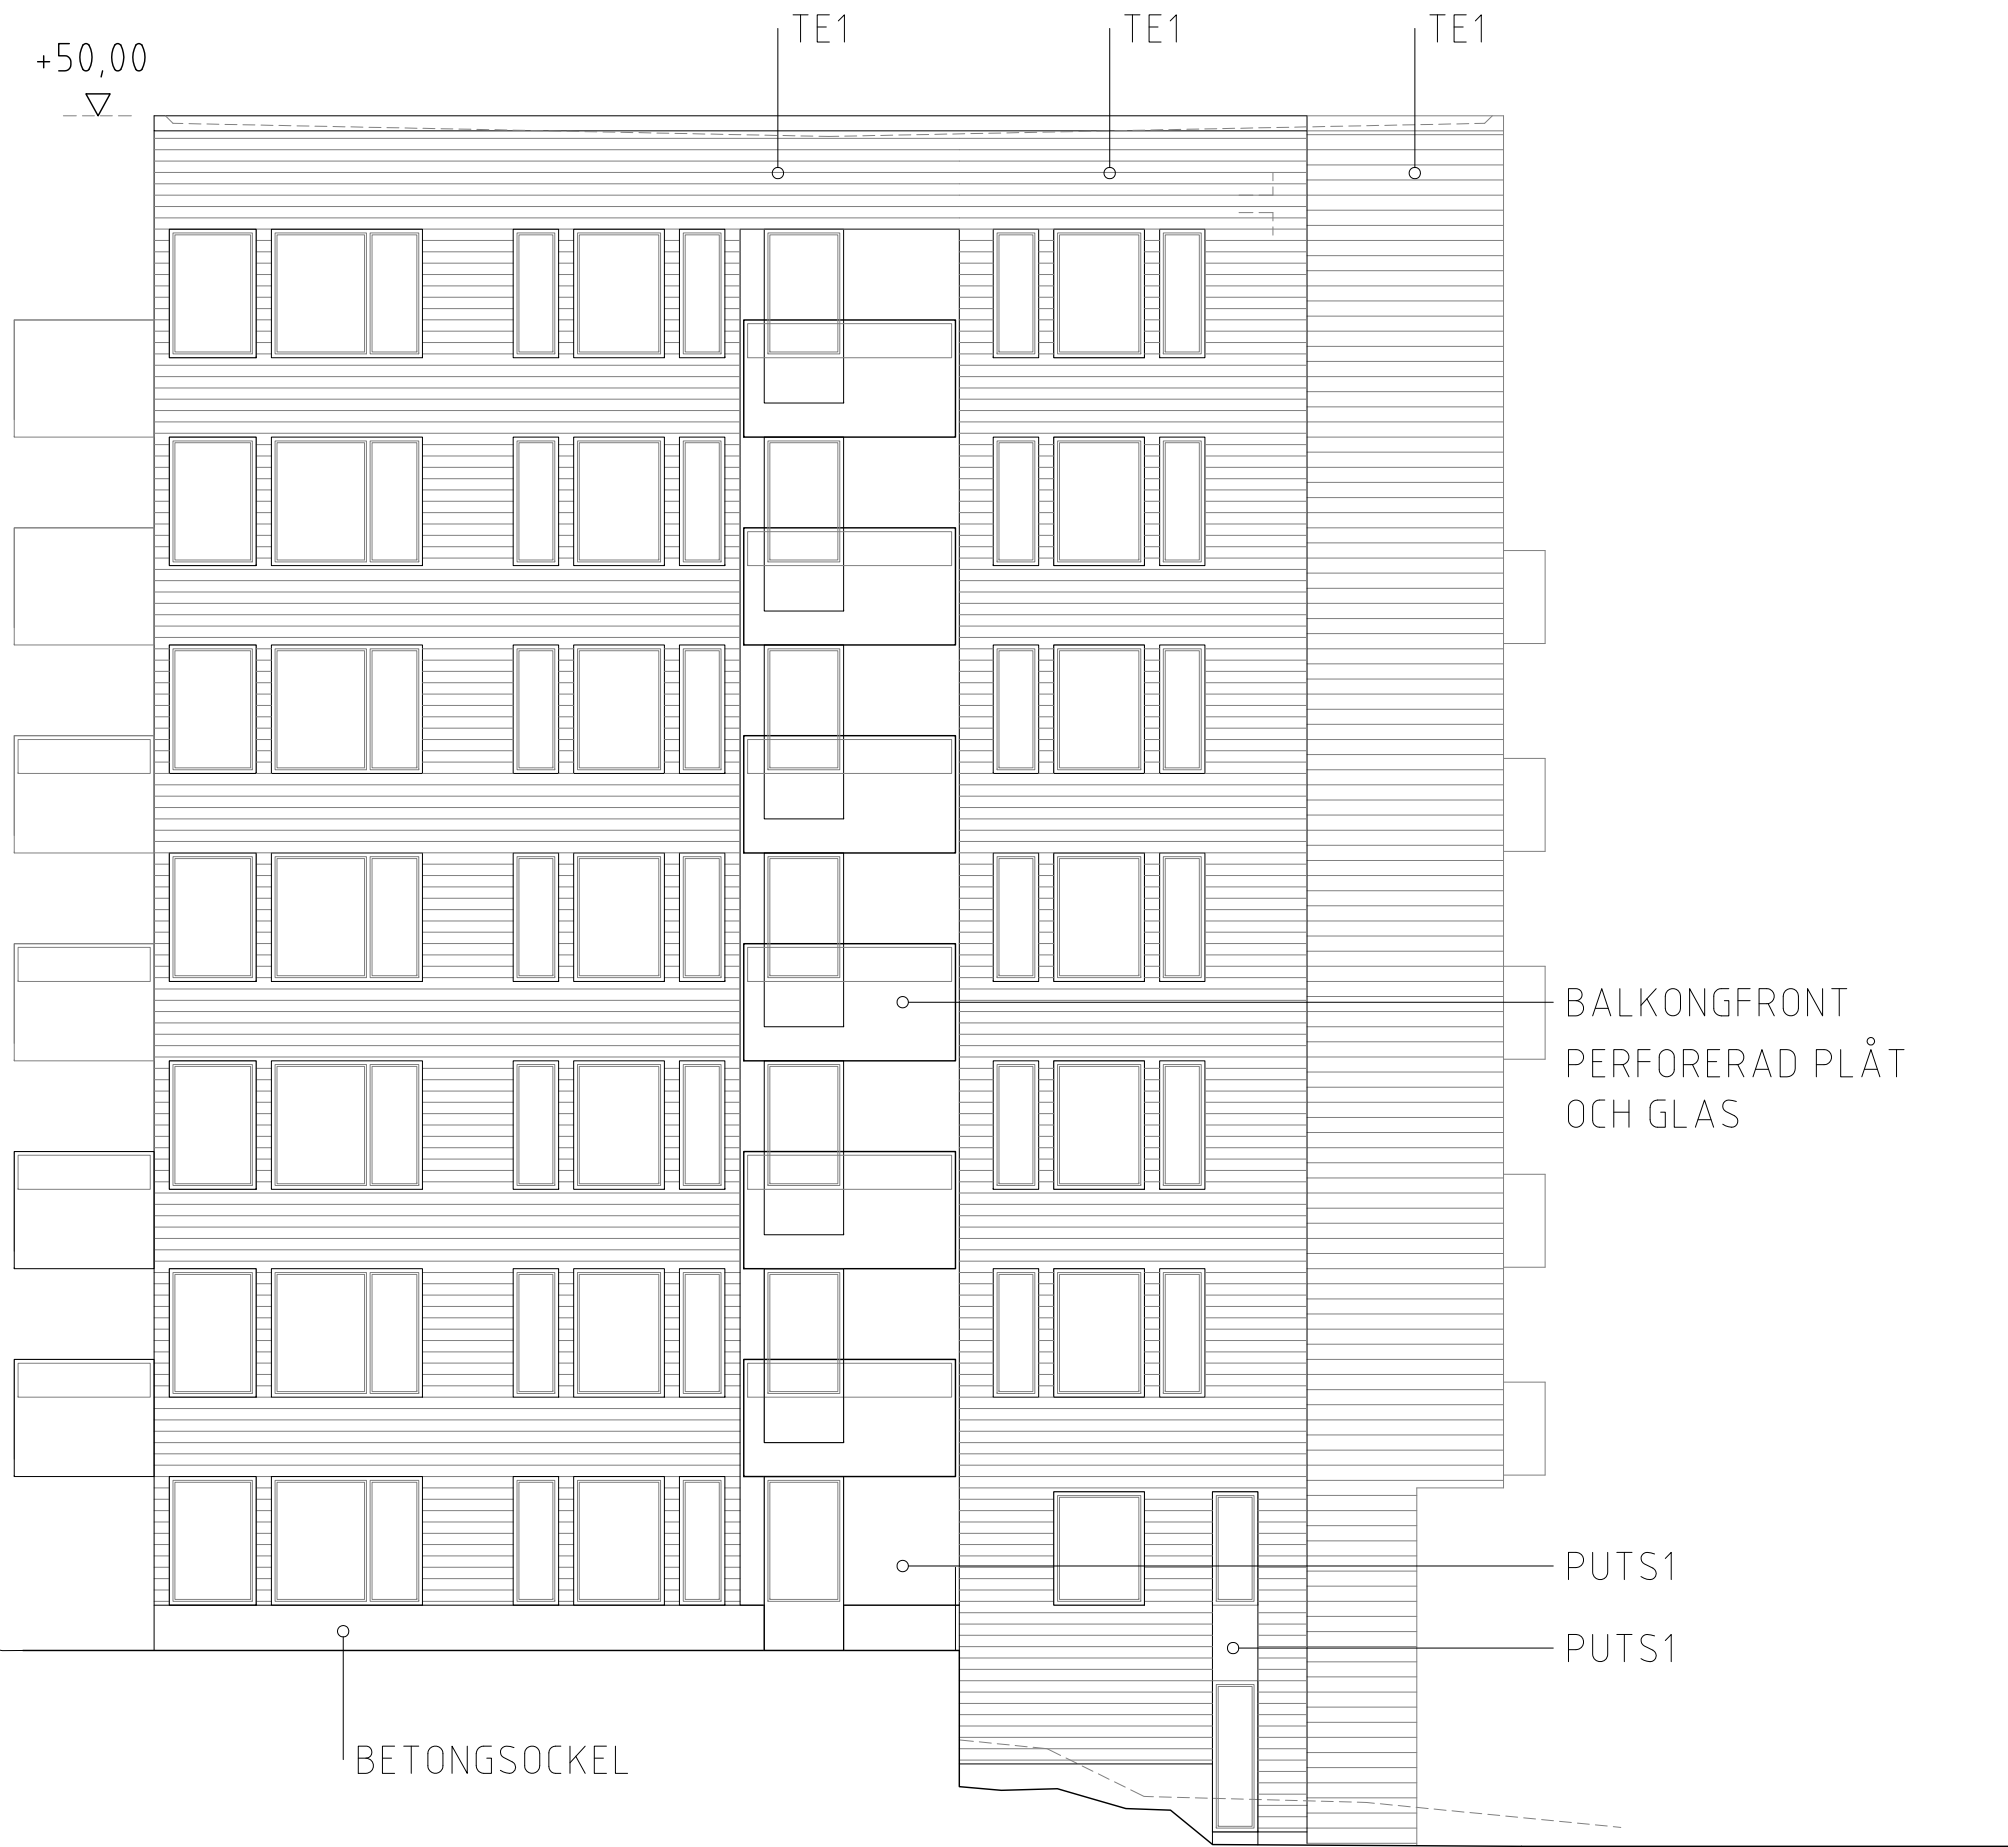 TE1
TE1
TE1
+50,00
BALKONGFRONT
PERFORERAD PLÅT
OCH GLAS
PUTS1
PUTS1
BETONGSOCKEL